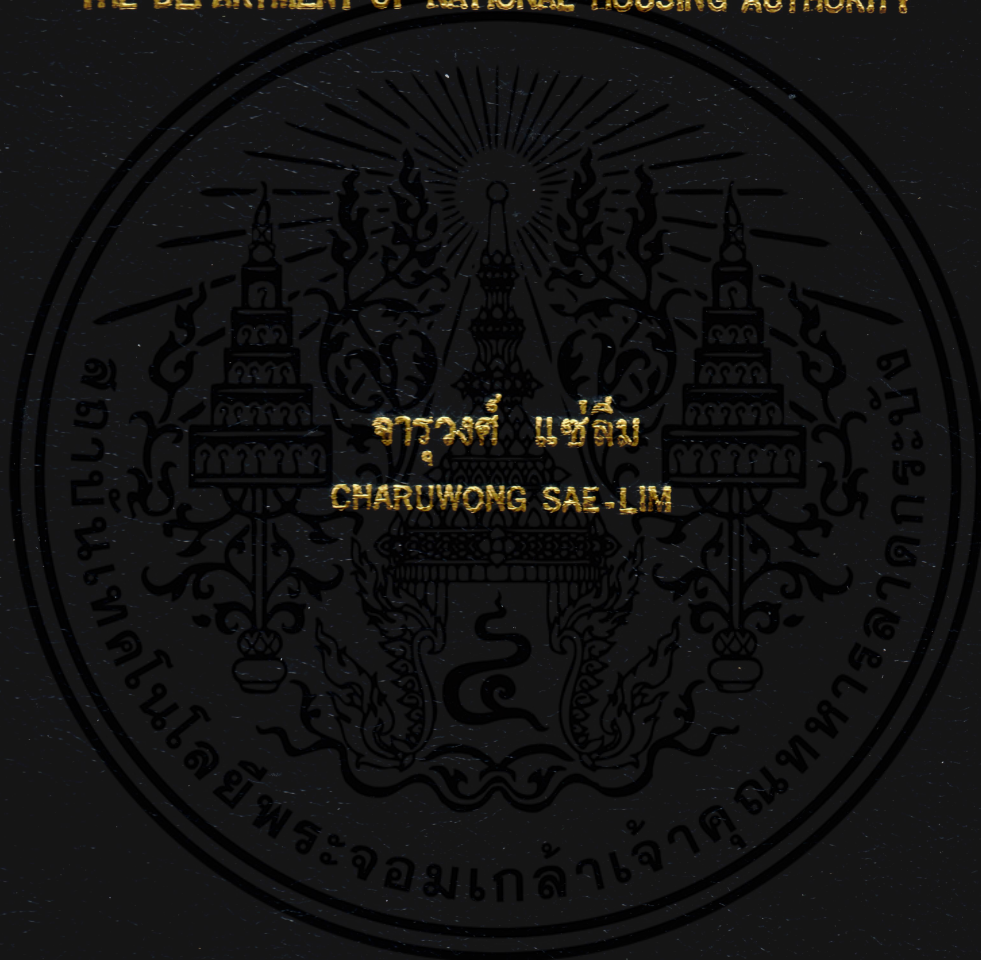 THE DEPARTMENT OF NATIONAL HOUSING AUTHORITY
จารุวงศ์ แซ่ลิ้ม
CHARUWONG SAE-LIM
สถาบันเทคโนโลยีพระจอมเกล้าเจ้าคุณทหารลาดกระบัง